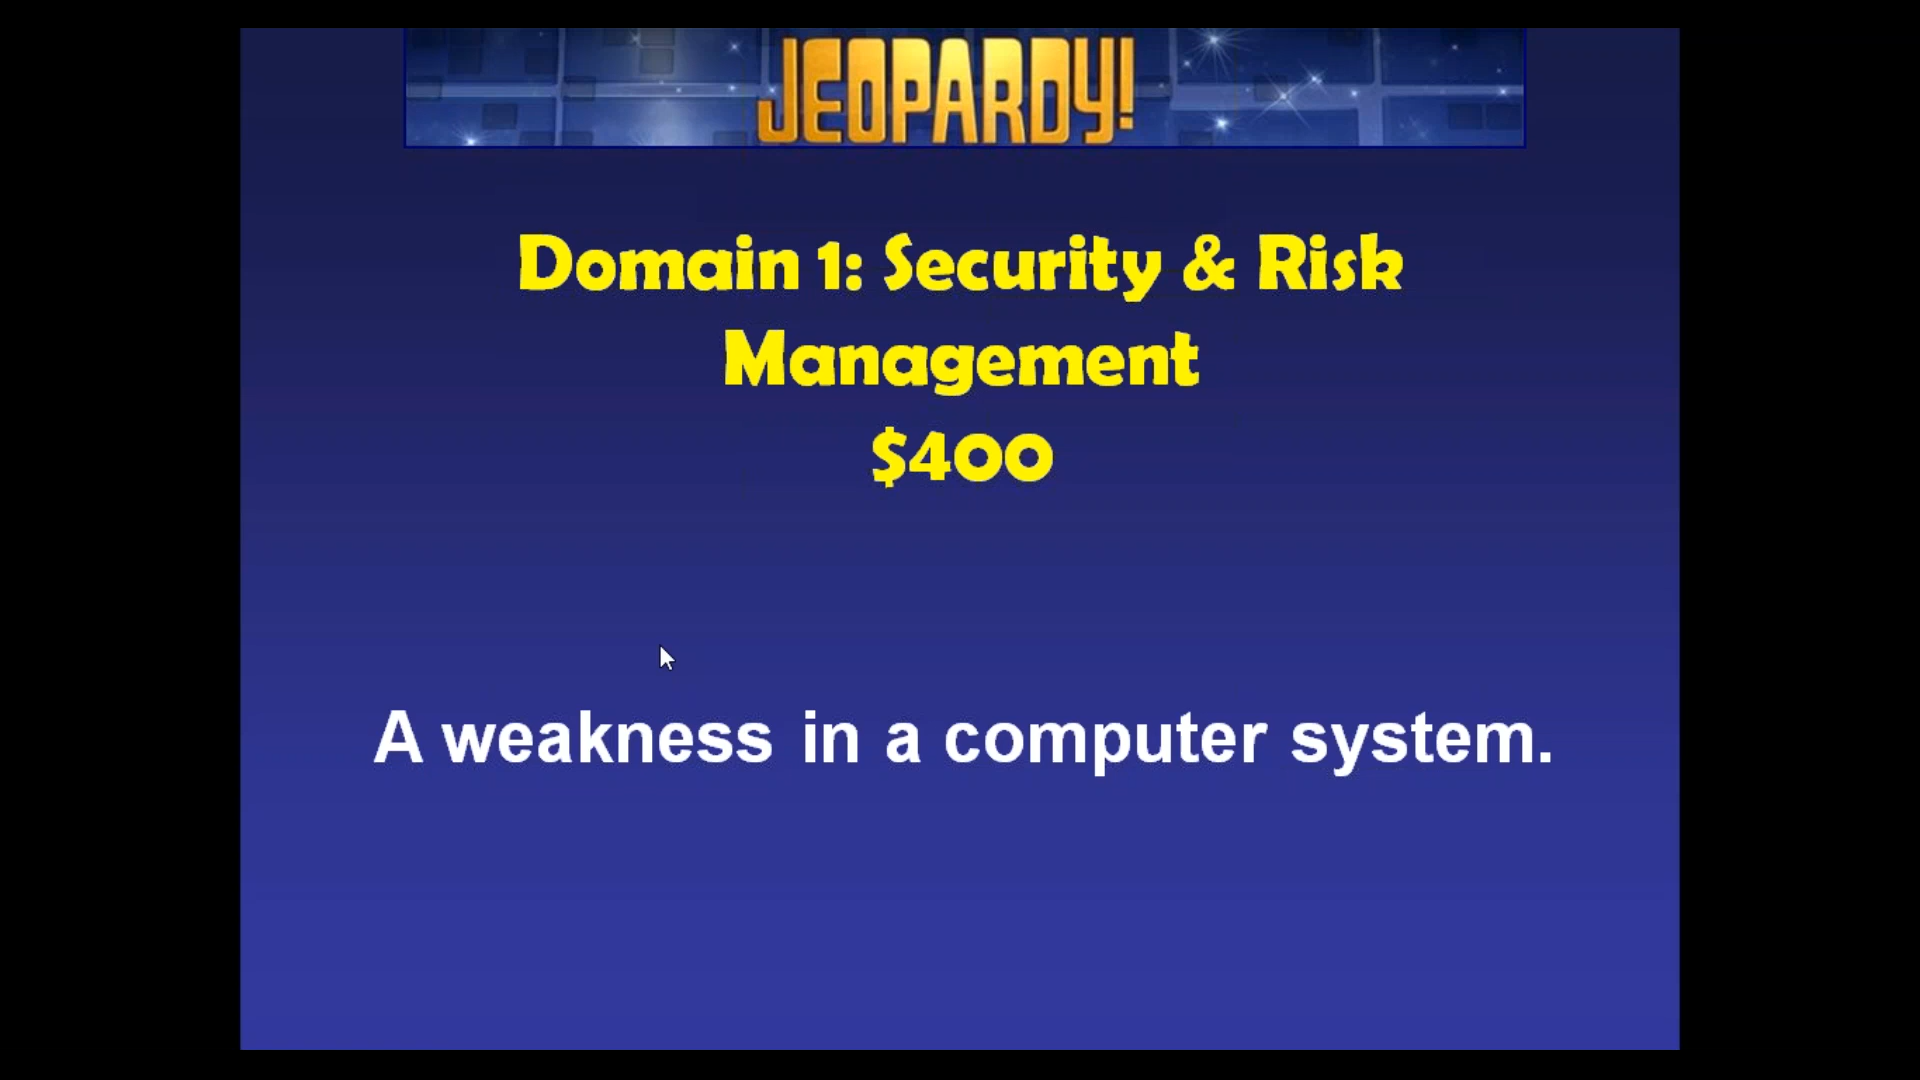 JEOPARDY!
Domain 1: Security & Risk
Management
$400
A weakness in a computer system.